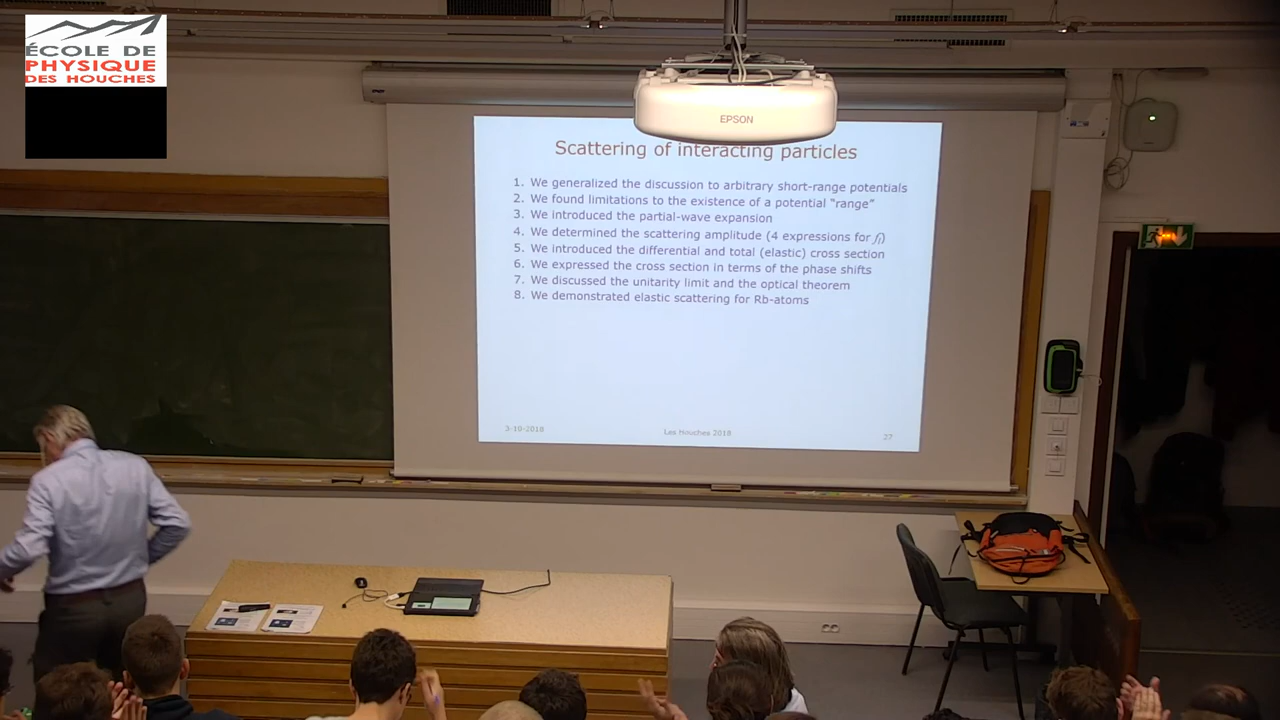 ÉCOLE DE
PHYSIQUE
DES HOUCHES
EPSON
Scattering of interacting particles
1. We generalized the discussion to arbitrary short-range potentials
2. We found limitations to the existence of a potential “range”
3. We introduced the partial-wave expansion
4. We determined the scattering amplitude (4 expressions for fₗ)
5. We introduced the differential and total (elastic) cross section
6. We expressed the cross section in terms of the phase shifts
7. We discussed the unitarity limit and the optical theorem
8. We demonstrated elastic scattering for Rb-atoms
3-10-2018
Les Houches 2018
27